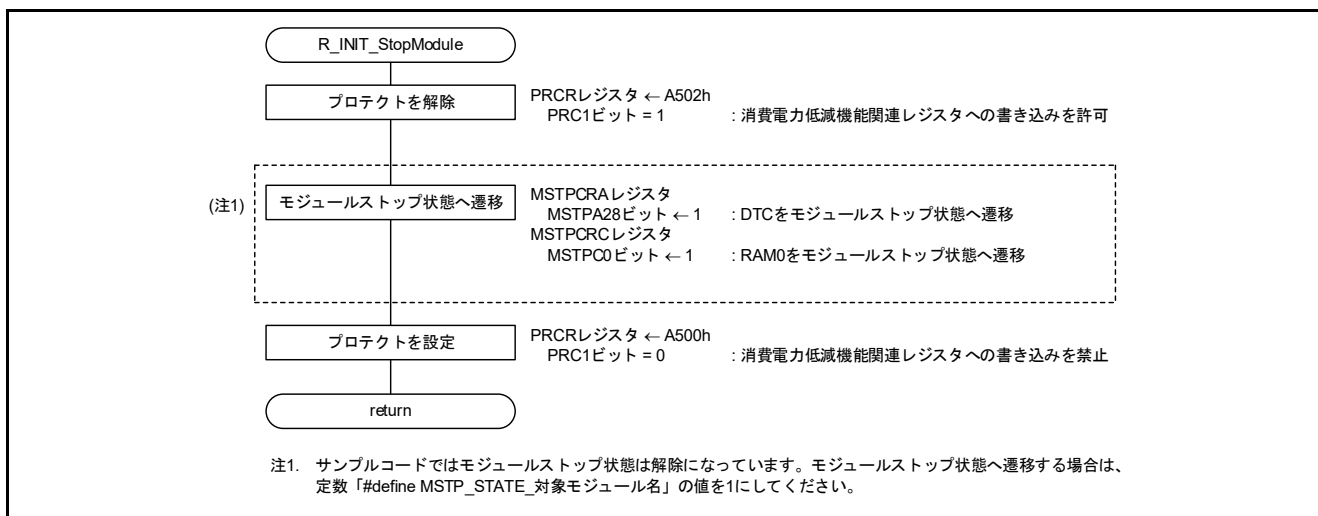 R_INIT_StopModule
プロテクトを解除
PRCRレジスタ ← A502h
PRC1ビット = 1 : 消費電力低減機能関連レジスタへの書き込みを許可
(注1)
モジュールストップ状態へ遷移
MSTPCRAレジスタ
MSTPA28ビット ← 1 : DTCをモジュールストップ状態へ遷移
MSTPCRCレジスタ
MSTPC0ビット ← 1 : RAM0をモジュールストップ状態へ遷移
プロテクトを設定
PRCRレジスタ ← A500h
PRC1ビット = 0 : 消費電力低減機能関連レジスタへの書き込みを禁止
return
注1. サンプルコードではモジュールストップ状態は解除になっています。モジュールストップ状態へ遷移する場合は、
定数「#define MSTP_STATE_対象モジュール名」の値を1にしてください。